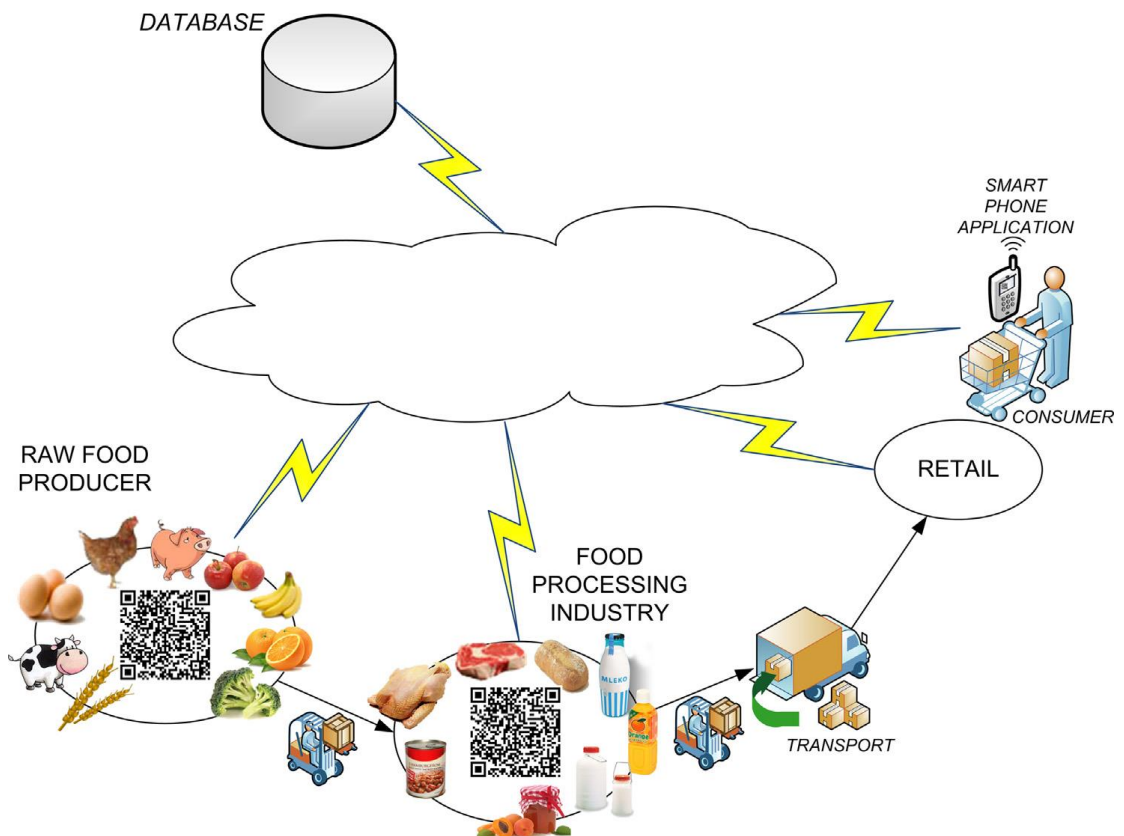 DATABASE
SMART
PHONE
APPLICATION
CONSUMER
RETAIL
RAW FOOD
PRODUCER
FOOD
PROCESSING
INDUSTRY
MLEKO
TRANSPORT